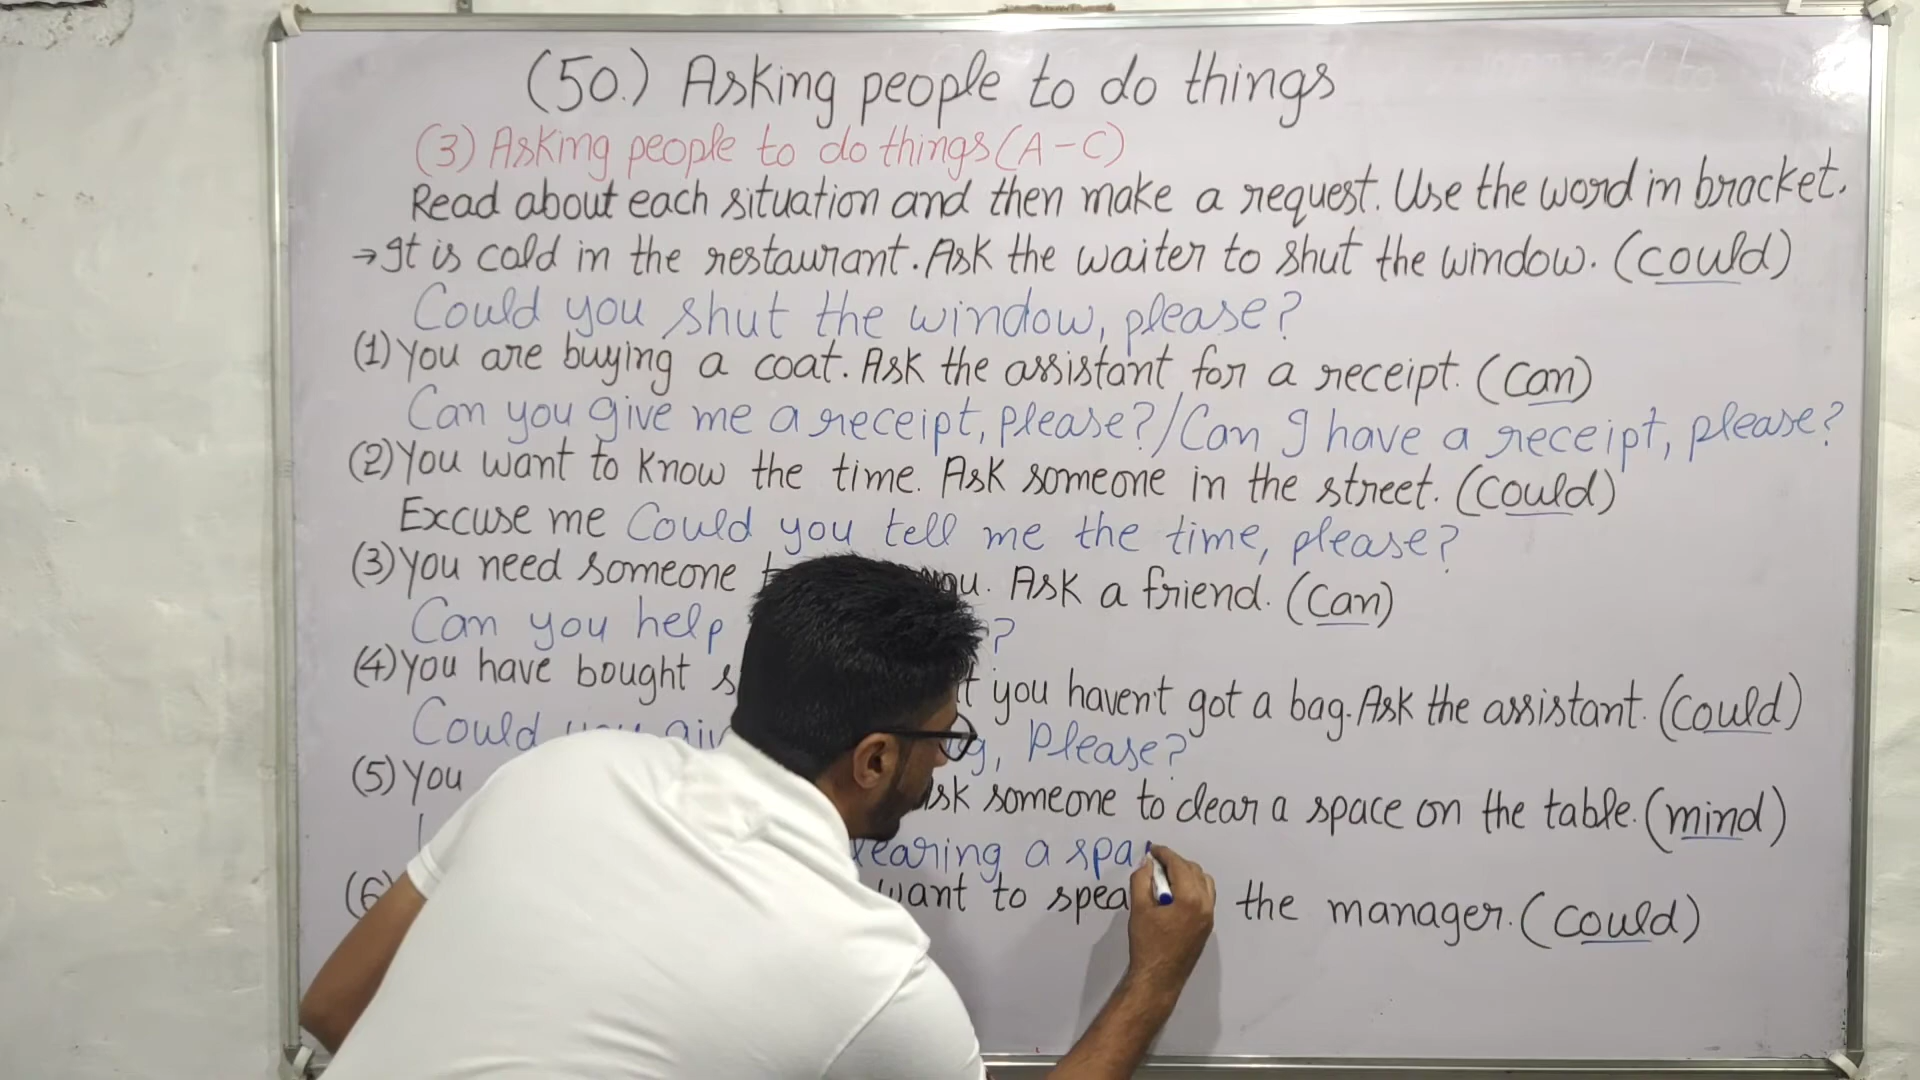 (50.) Asking people to do things
(3) Asking people to do things (A-C)
Read about each situation and then make a request. Use the word in bracket.
→It is cold in the restaurant. Ask the waiter to shut the window. (could)
Could you shut the window, please?
(1) You are buying a coat. Ask the assistant for a receipt. (can)
Can you give me a receipt, please?/Can I have a receipt, please?
(2) You want to know the time. Ask someone in the street. (could)
Excuse me Could you tell me the time, please?
(3) You need someone you. Ask a friend. (can)
Can you help ?
(4) You have bought you haven't got a bag. Ask the assistant. (could)
Could you Please?
(5) You Ask someone to clear a space on the table. (mind)
clearing a spa
(6) want to speak the manager. (could)